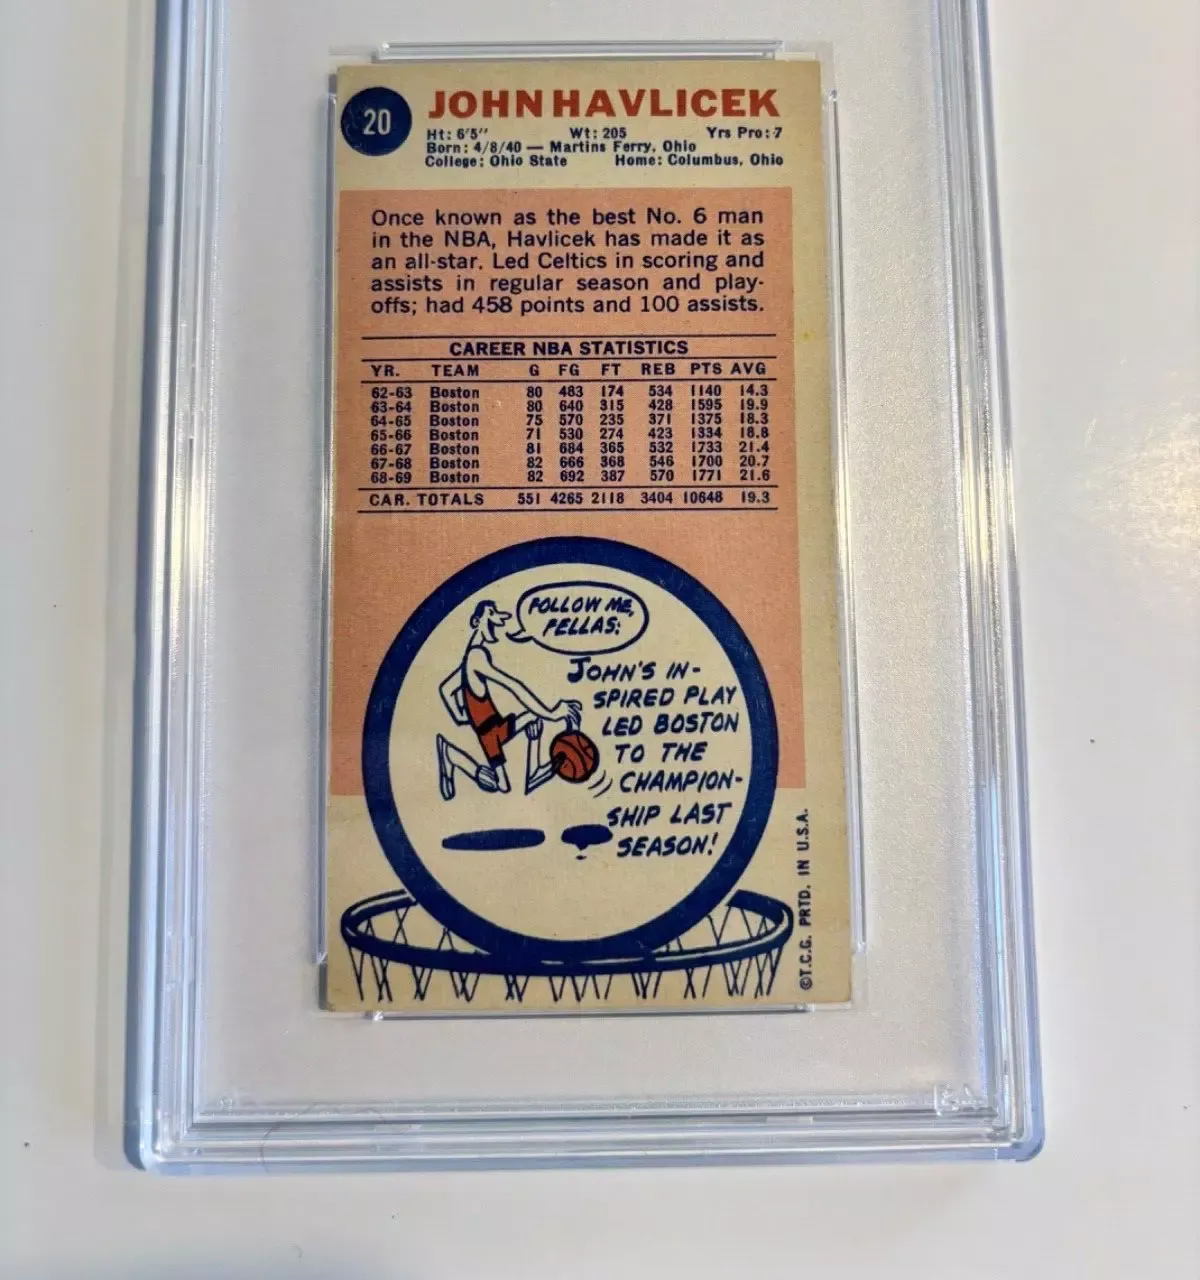 20
JOHN HAVLICEK
Ht: 6'5" Wt: 205 Yrs Pro: 7
Born: 4/8/40 — Martins Ferry, Ohio
College: Ohio State Home: Columbus, Ohio
Once known as the best No. 6 man
in the NBA, Havlicek has made it as
an all-star. Led Celtics in scoring and
assists in regular season and play-
offs; had 458 points and 100 assists.
CAREER NBA STATISTICS
YR. TEAM G FG FT REB PTS AVG
62-63 Boston 80 483 174 534 1140 14.3
63-64 Boston 80 640 315 428 1595 19.9
64-65 Boston 75 570 235 371 1375 18.3
65-66 Boston 71 530 274 423 1334 18.8
66-67 Boston 81 684 365 532 1733 21.4
67-68 Boston 82 666 368 546 1700 20.7
68-69 Boston 82 692 387 570 1771 21.6
CAR. TOTALS 551 4265 2118 3404 10648 19.3
FOLLOW ME,
FELLAS!
JOHN'S IN-
SPIRED PLAY
LED BOSTON
TO THE
CHAMPION-
SHIP LAST
SEASON!
©T.C.G. PRTD. IN U.S.A.